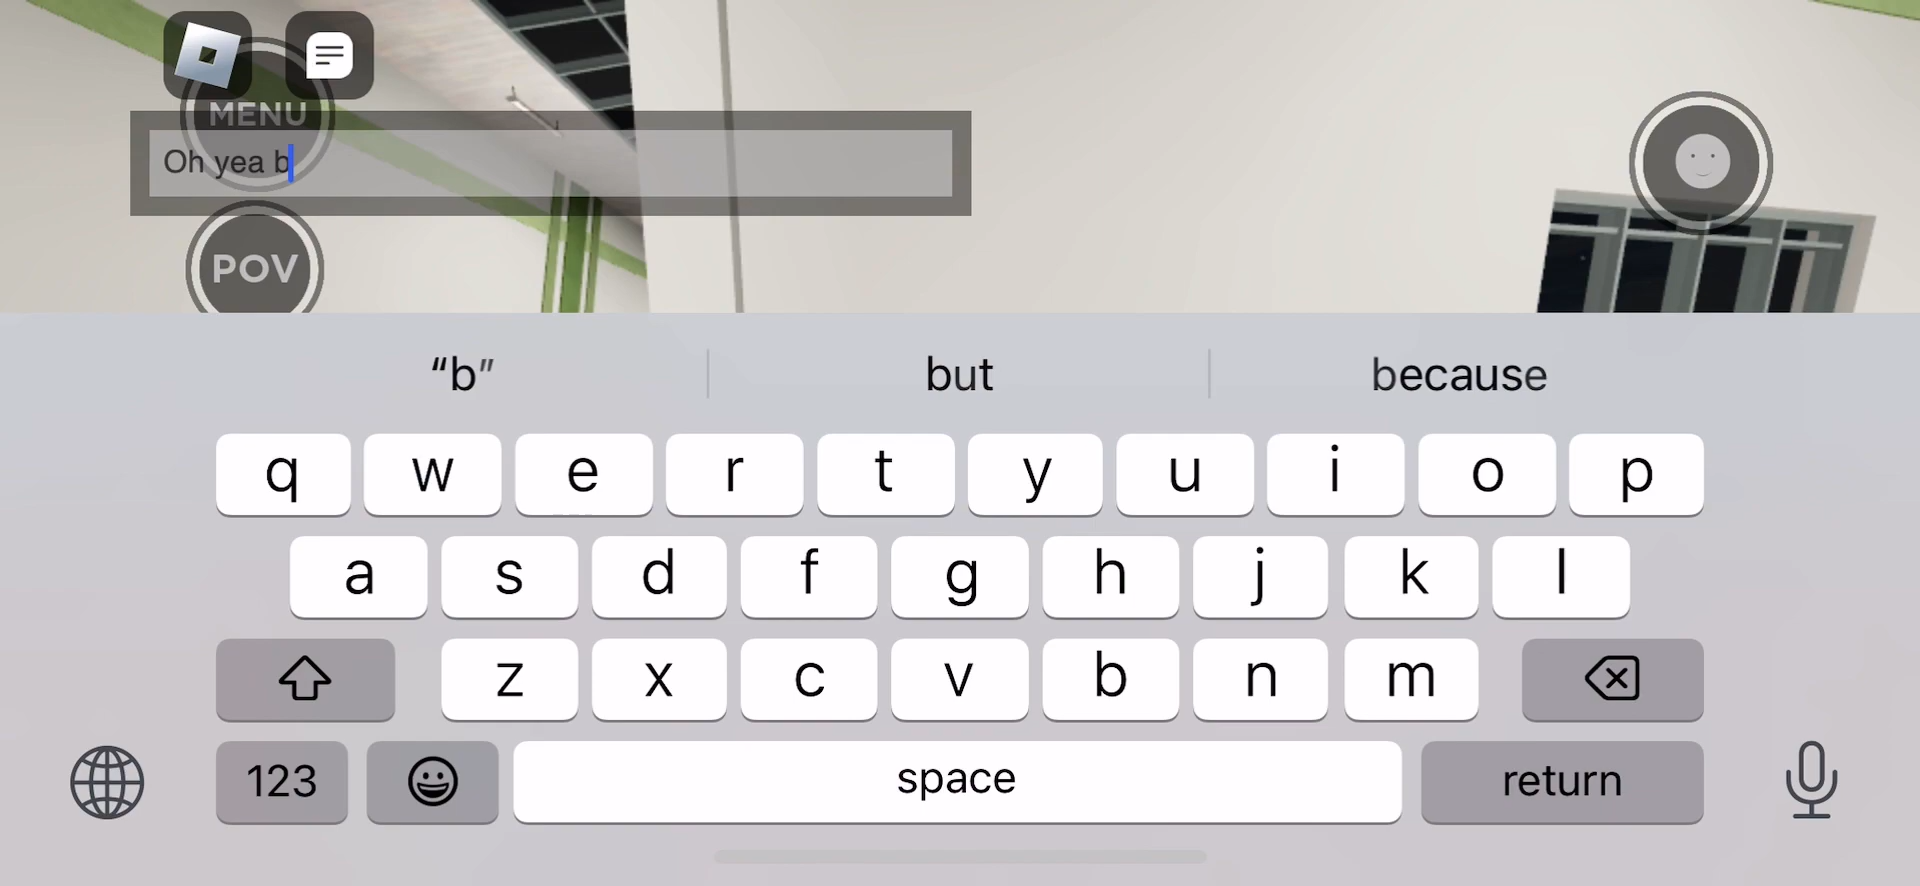 MENU
Oh yea b
POV
“b” but because
q w e r t y u i o p
a s d f g h j k l
z x c v b n m
123 space return